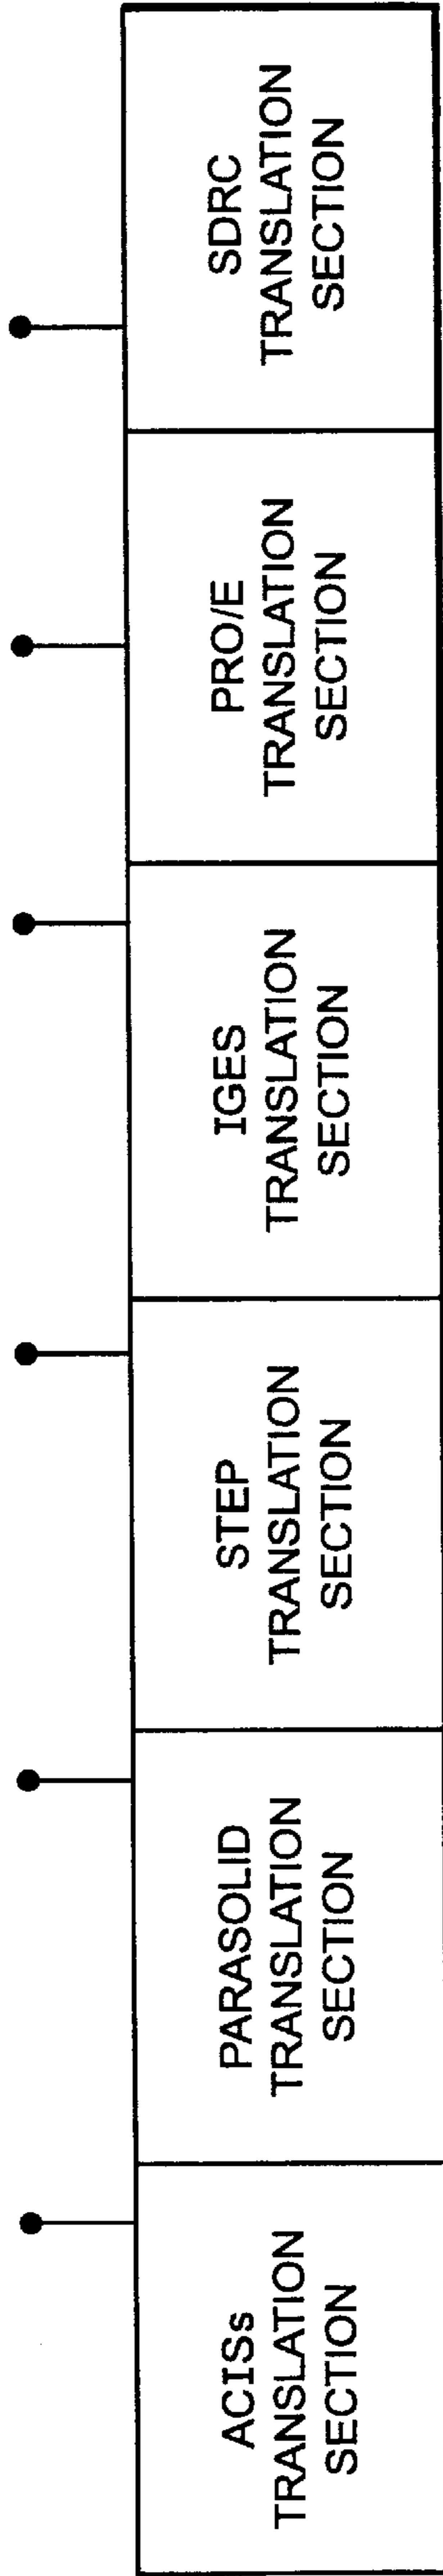 ACISs
TRANSLATION
SECTION
PARASOLID
TRANSLATION
SECTION
STEP
TRANSLATION
SECTION
IGES
TRANSLATION
SECTION
PRO/E
TRANSLATION
SECTION
SDRC
TRANSLATION
SECTION